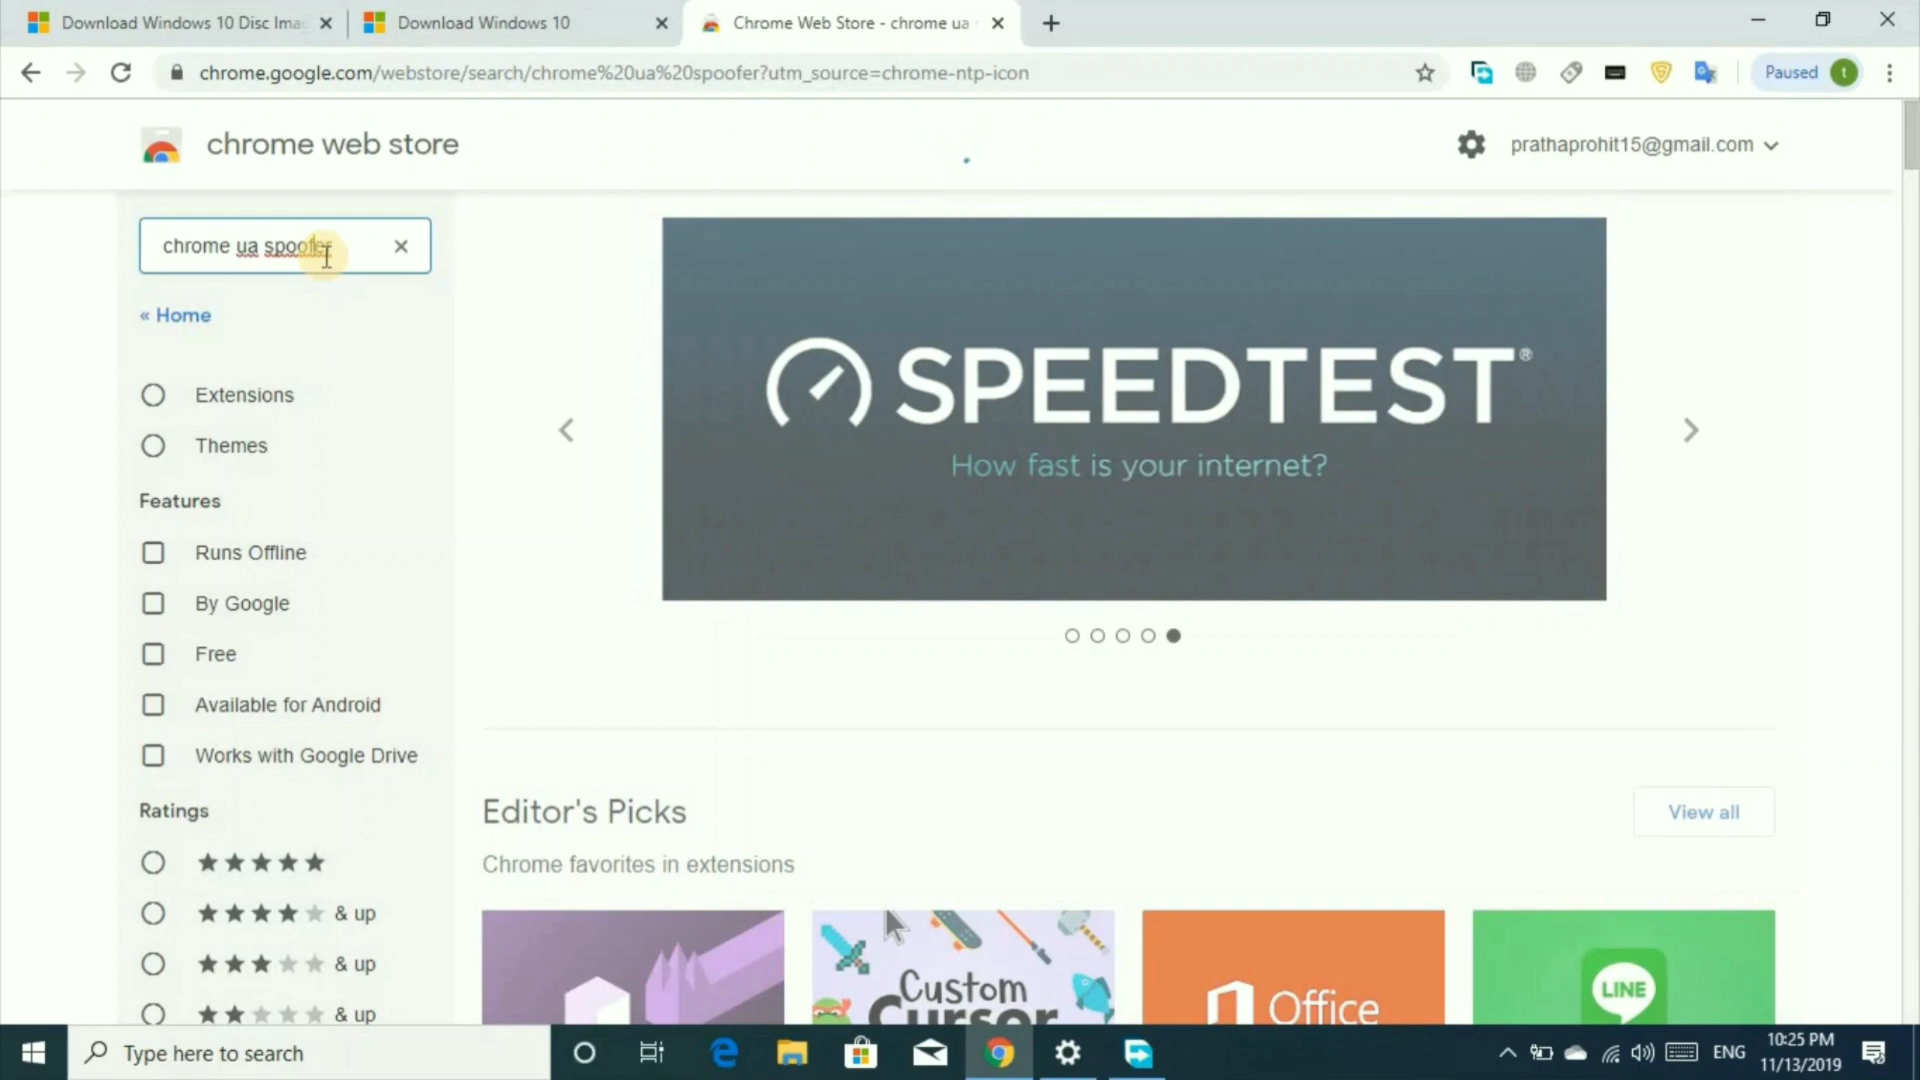 Download Windows 10 Disc Ima
Download Windows 10
Chrome Web Store - chrome ua
chrome.google.com/webstore/search/chrome%20ua%20spoofer?utm_source=chrome-ntp-icon
Paused
t
chrome web store
prathaprohit15@gmail.com
chrome ua spoofer
« Home
Extensions
Themes
Features
Runs Offline
By Google
Free
Available for Android
Works with Google Drive
Ratings
& up
& up
& up
SPEEDTEST®
How fast is your internet?
Editor's Picks
View all
Chrome favorites in extensions
Custom
Cursor
Office
LINE
Type here to search
ENG
10:25 PM
11/13/2019